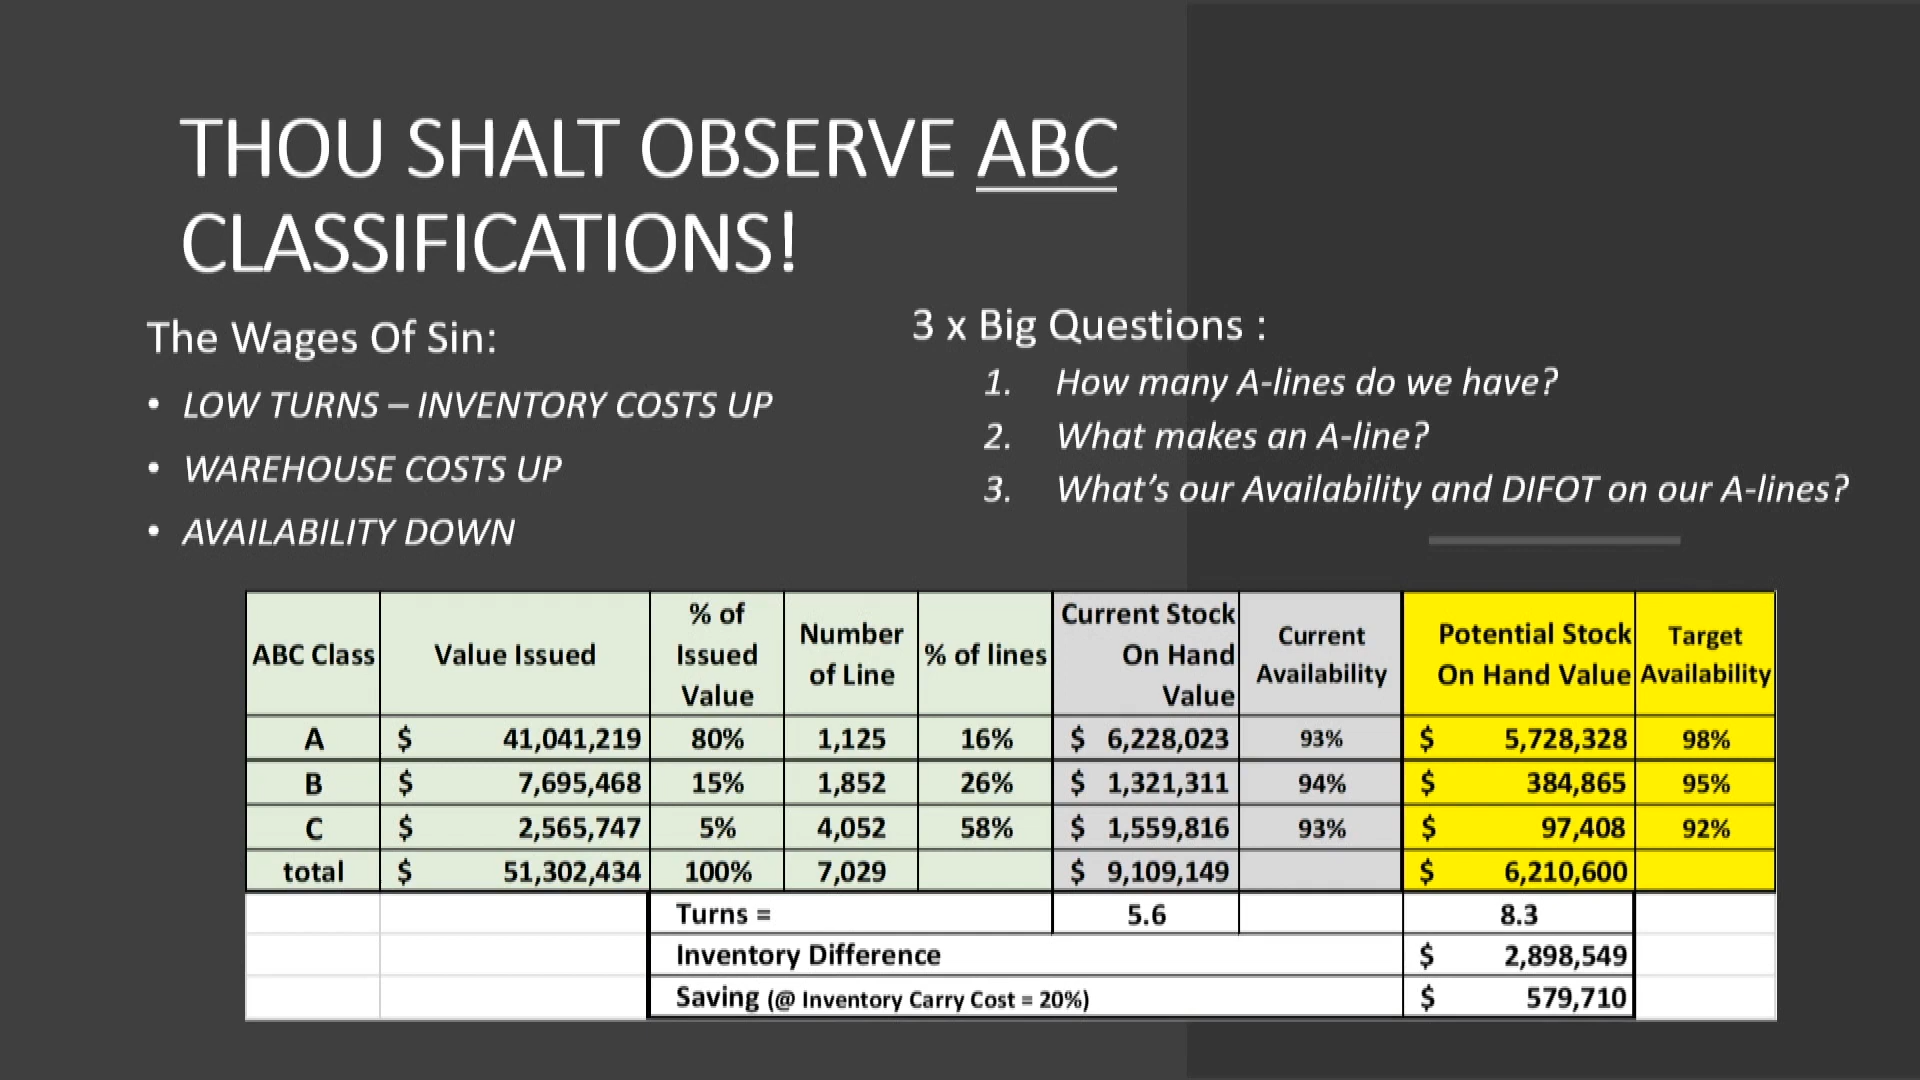 THOU SHALT OBSERVE ABC
CLASSIFICATIONS!
The Wages Of Sin:
• LOW TURNS – INVENTORY COSTS UP
• WAREHOUSE COSTS UP
• AVAILABILITY DOWN
3 x Big Questions :
1. How many A-lines do we have?
2. What makes an A-line?
3. What's our Availability and DIFOT on our A-lines?
ABC Class | Value Issued | % of Issued Value | Number of Line | % of lines | Current Stock On Hand Value | Current Availability | Potential Stock On Hand Value | Target Availability
A | $ 41,041,219 | 80% | 1,125 | 16% | $ 6,228,023 | 93% | $ 5,728,328 | 98%
B | $ 7,695,468 | 15% | 1,852 | 26% | $ 1,321,311 | 94% | $ 384,865 | 95%
C | $ 2,565,747 | 5% | 4,052 | 58% | $ 1,559,816 | 93% | $ 97,408 | 92%
total | $ 51,302,434 | 100% | 7,029 | $ 9,109,149 | $ 6,210,600
Turns = | 5.6 | 8.3
Inventory Difference | $ 2,898,549
Saving (@ Inventory Carry Cost = 20%) | $ 579,710